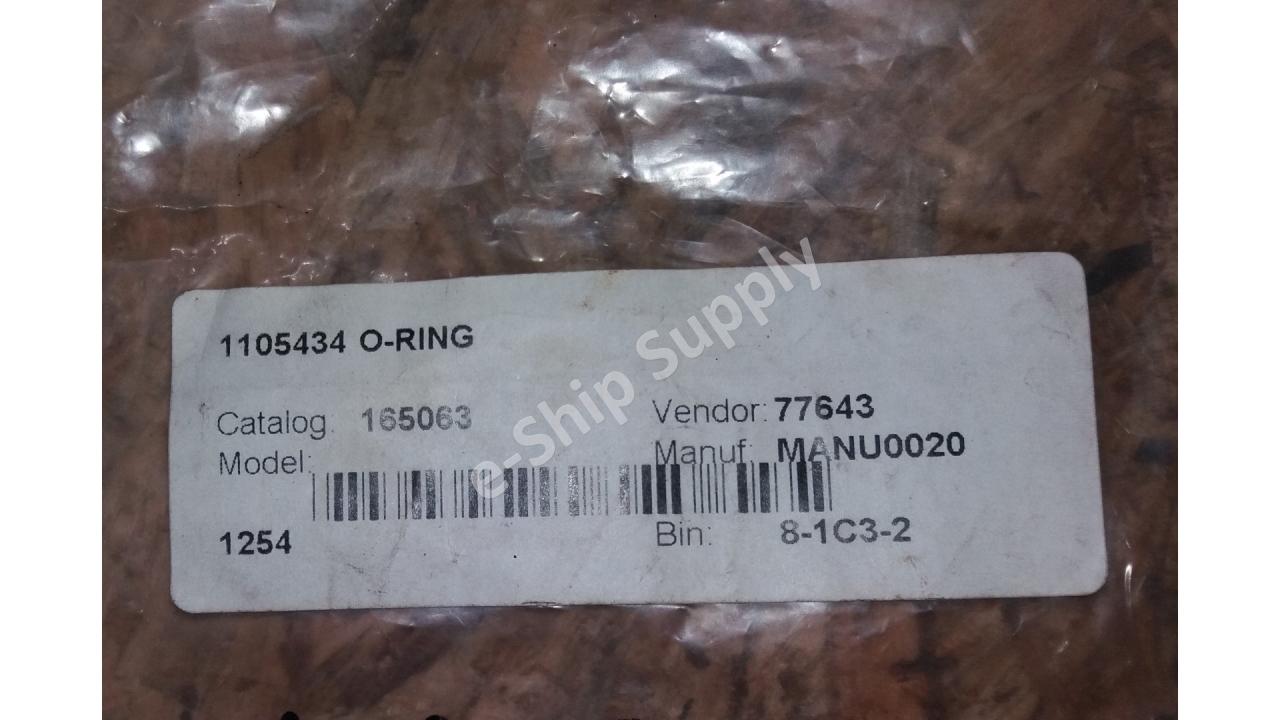 1105434 O-RING
Catalog: 165063 Vendor: 77643
Model: Manuf: MANU0020
1254 Bin: 8-1C3-2
e-Ship Supply